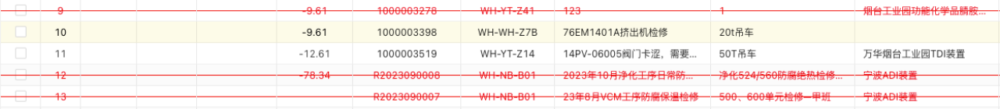 9 -9.61 1000003278 WH-YT-Z41 123 1 烟台工业园功能化学品腈胺...
10 -9.61 1000003398 WH-WH-Z7B 76EM1401A挤出机检修 20t吊车
11 -12.61 1000003519 WH-YT-Z14 14PV-06005阀门卡涩，需要... 50T吊车 万华烟台工业园TDI装置
12 -78.34 R2023090008 WH-NB-B01 2023年10月净化工序日常防... 净化524/560防腐绝热检修... 宁波ADI装置
13 R2023090007 WH-NB-B01 23年8月VCM工序防腐保温检修 500、600单元检修一甲班 宁波ADI装置